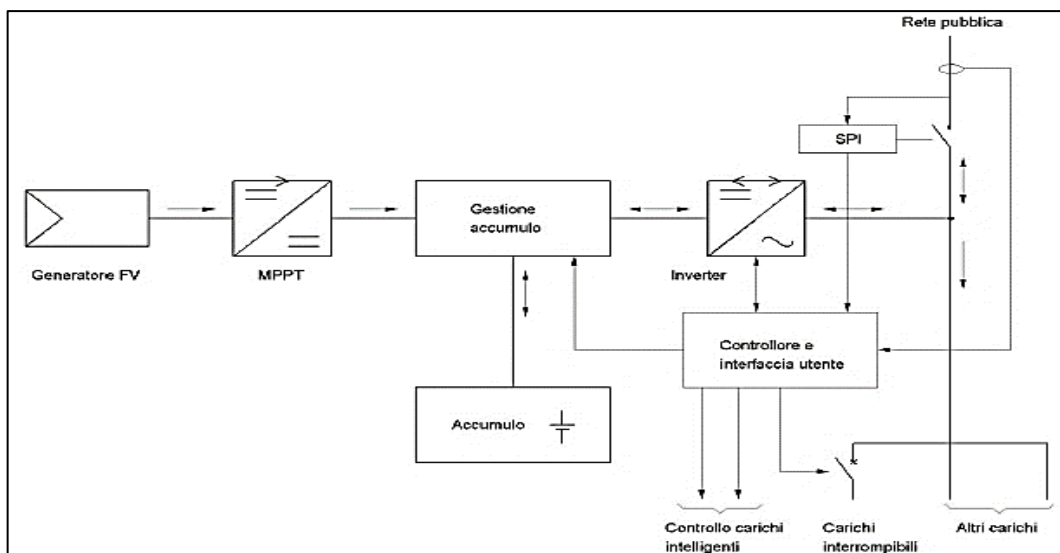 Rete pubblica
SPI
Gestione
accumulo
Generatore FV
MPPT
Inverter
Controllore e
interfaccia utente
Accumulo
Controllo carichi
intelligenti
Carichi
interrompibili
Altri carichi